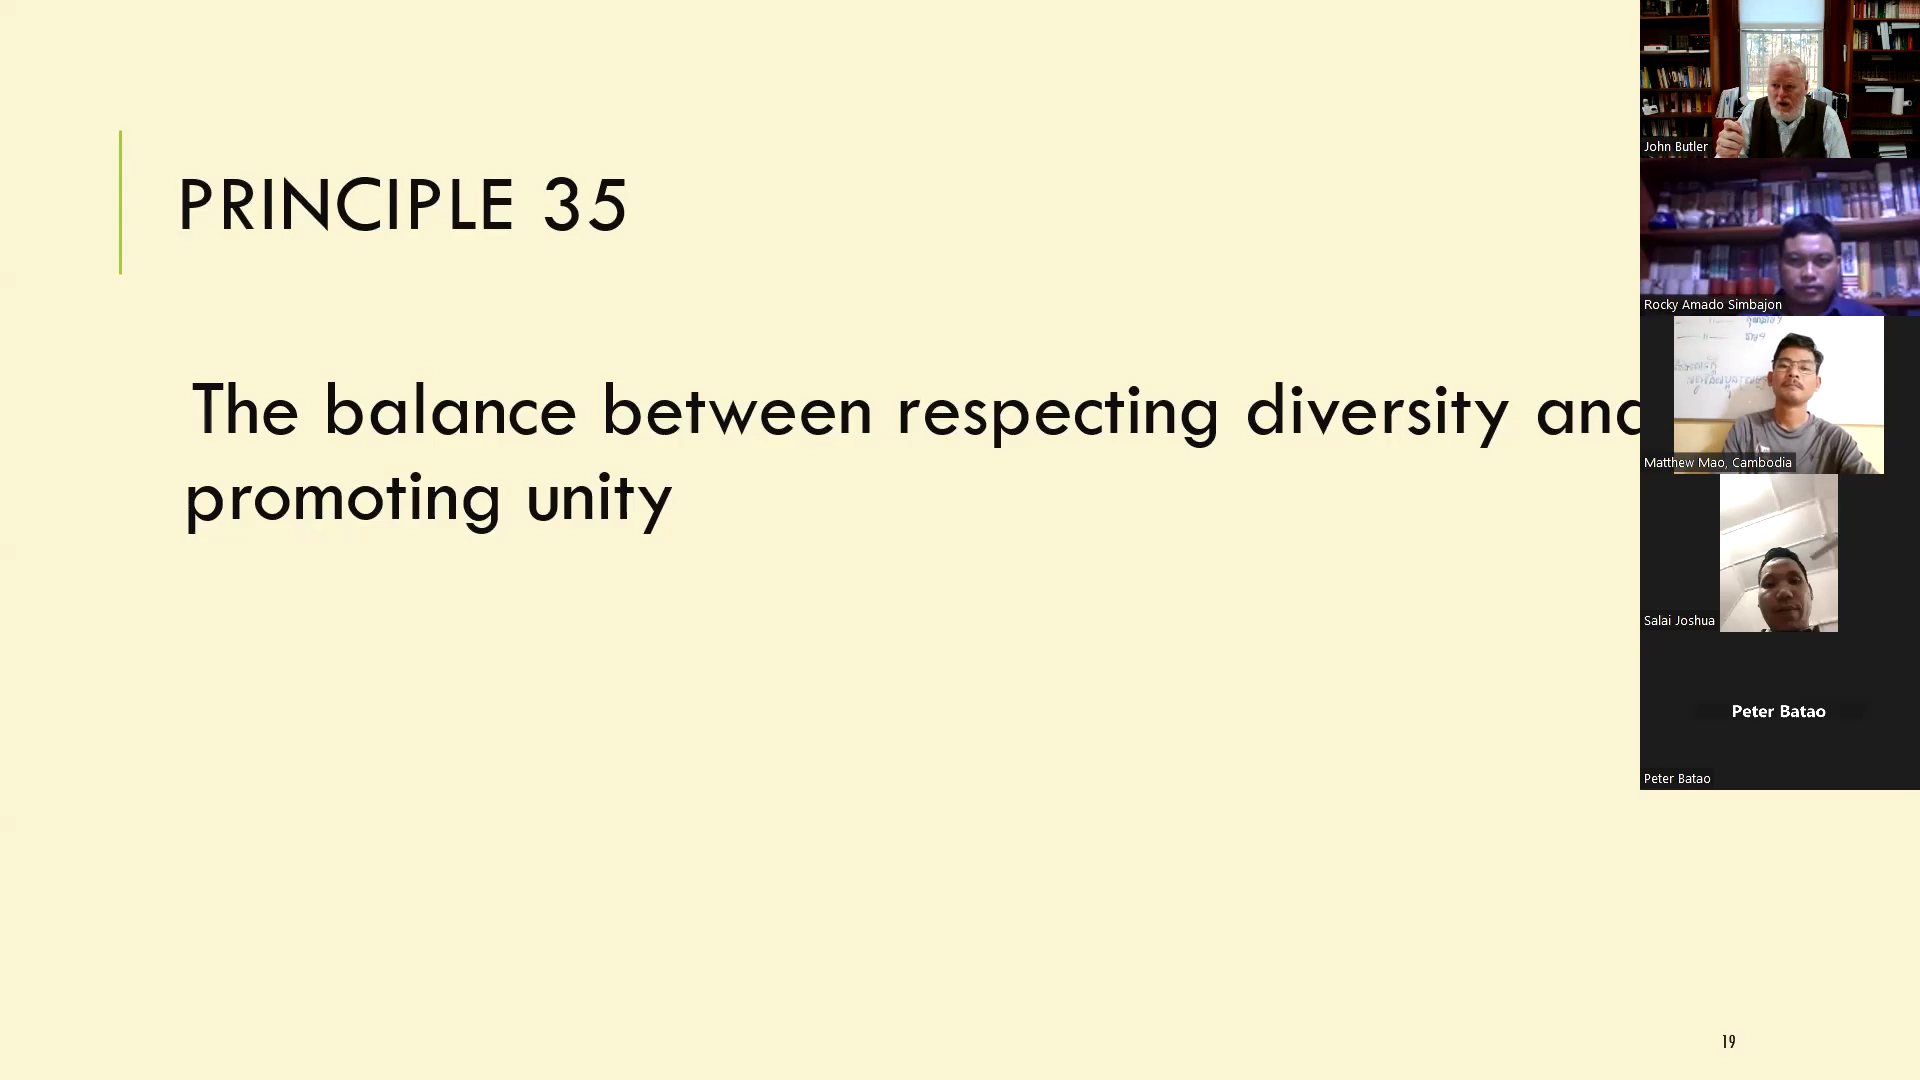 PRINCIPLE 35
The balance between respecting diversity and
promoting unity
19
John Butler
Rocky Amado Simbajon
Matthew Mao, Cambodia
Salai Joshua
Peter Batao
Peter Batao